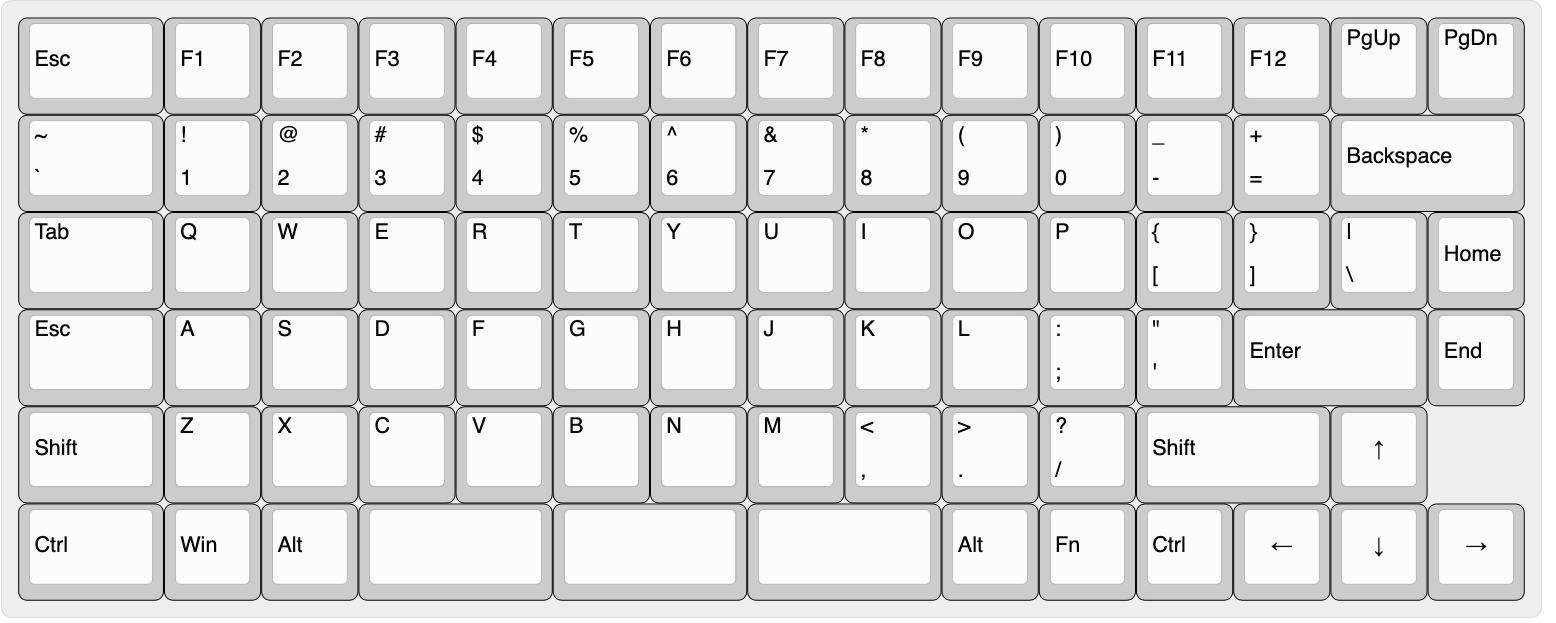 Esc F1 F2 F3 F4 F5 F6 F7 F8 F9 F10 F11 F12 PgUp PgDn
~ ! @ # $ % ^ & * ( ) _ + Backspace
` 1 2 3 4 5 6 7 8 9 0 - =
Tab Q W E R T Y U I O P { } | Home
[ ] \
Esc A S D F G H J K L : " Enter End
; '
Shift Z X C V B N M < > ? Shift ↑
, . /
Ctrl Win Alt Alt Fn Ctrl ← ↓ →